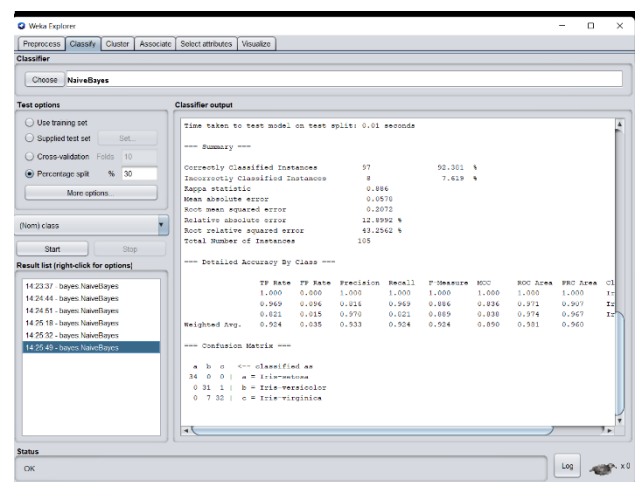 Weka Explorer
Preprocess Classify Cluster Associate Select attributes Visualize
Classifier
Choose NaiveBayes
Test options
Use training set
Supplied test set Set...
Cross-validation Folds 10
Percentage split % 30
More options...
(Nom) class
Start Stop
Result list (right-click for options)
14:23:37 - bayes.NaiveBayes
14:24:44 - bayes.NaiveBayes
14:24:51 - bayes.NaiveBayes
14:25:18 - bayes.NaiveBayes
14:25:32 - bayes.NaiveBayes
14:25:49 - bayes.NaiveBayes
Classifier output
Time taken to test model on test split: 0.01 seconds
=== Summary ===
Correctly Classified Instances 97 92.381 %
Incorrectly Classified Instances 8 7.619 %
Kappa statistic 0.886
Mean absolute error 0.0578
Root mean squared error 0.2072
Relative absolute error 12.8992 %
Root relative squared error 43.2562 %
Total Number of Instances 105
=== Detailed Accuracy By Class ===
TP Rate FP Rate Precision Recall F-Measure MCC ROC Area PRC Area Cl
1.000 0.000 1.000 1.000 1.000 1.000 1.000 1.000 Ir
0.969 0.096 0.816 0.969 0.886 0.836 0.971 0.907 Ir
0.821 0.015 0.970 0.821 0.889 0.838 0.974 0.967 Ir
Weighted Avg. 0.924 0.035 0.933 0.924 0.924 0.890 0.981 0.960
=== Confusion Matrix ===
a b c <-- classified as
34 0 0 | a = Iris-setosa
0 31 1 | b = Iris-versicolor
0 7 32 | c = Iris-virginica
Status
OK
Log
x 0